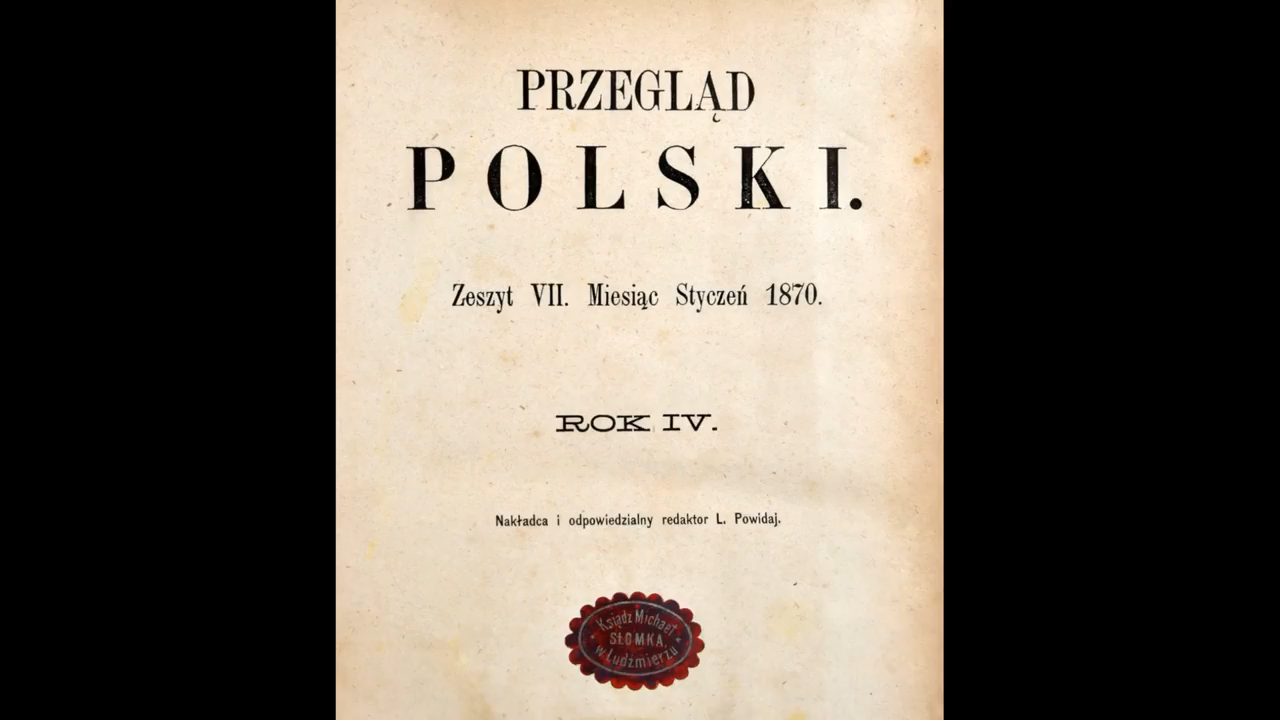 PRZEGLĄD
POLSKI.
Zeszyt VII. Miesiąc Styczeń 1870.
ROK IV.
Nakładca i odpowiedzialny redaktor L. Powidaj.
Ksiądz Michael
SŁOMKA
w Ludźmierzu